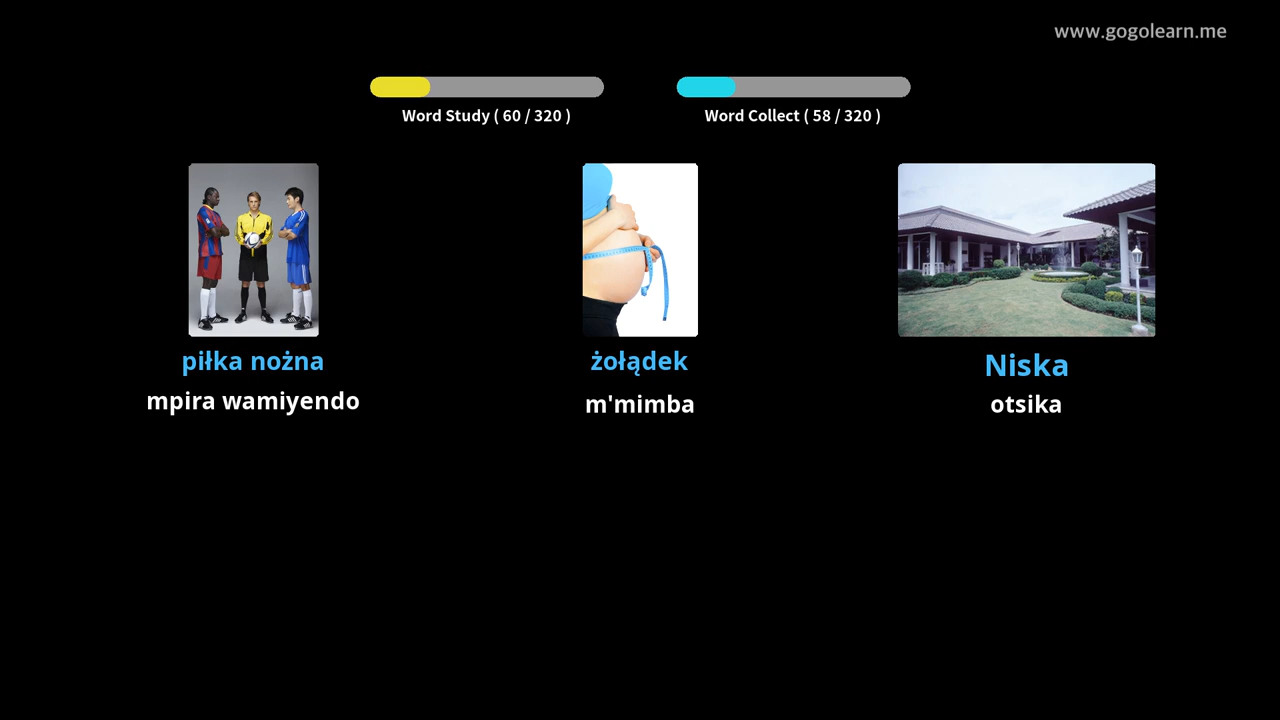 www.gogolearn.me
Word Study ( 60 / 320 )
Word Collect ( 58 / 320 )
piłka nożna
mpira wamiyendo
żołądek
m'mimba
Niska
otsika